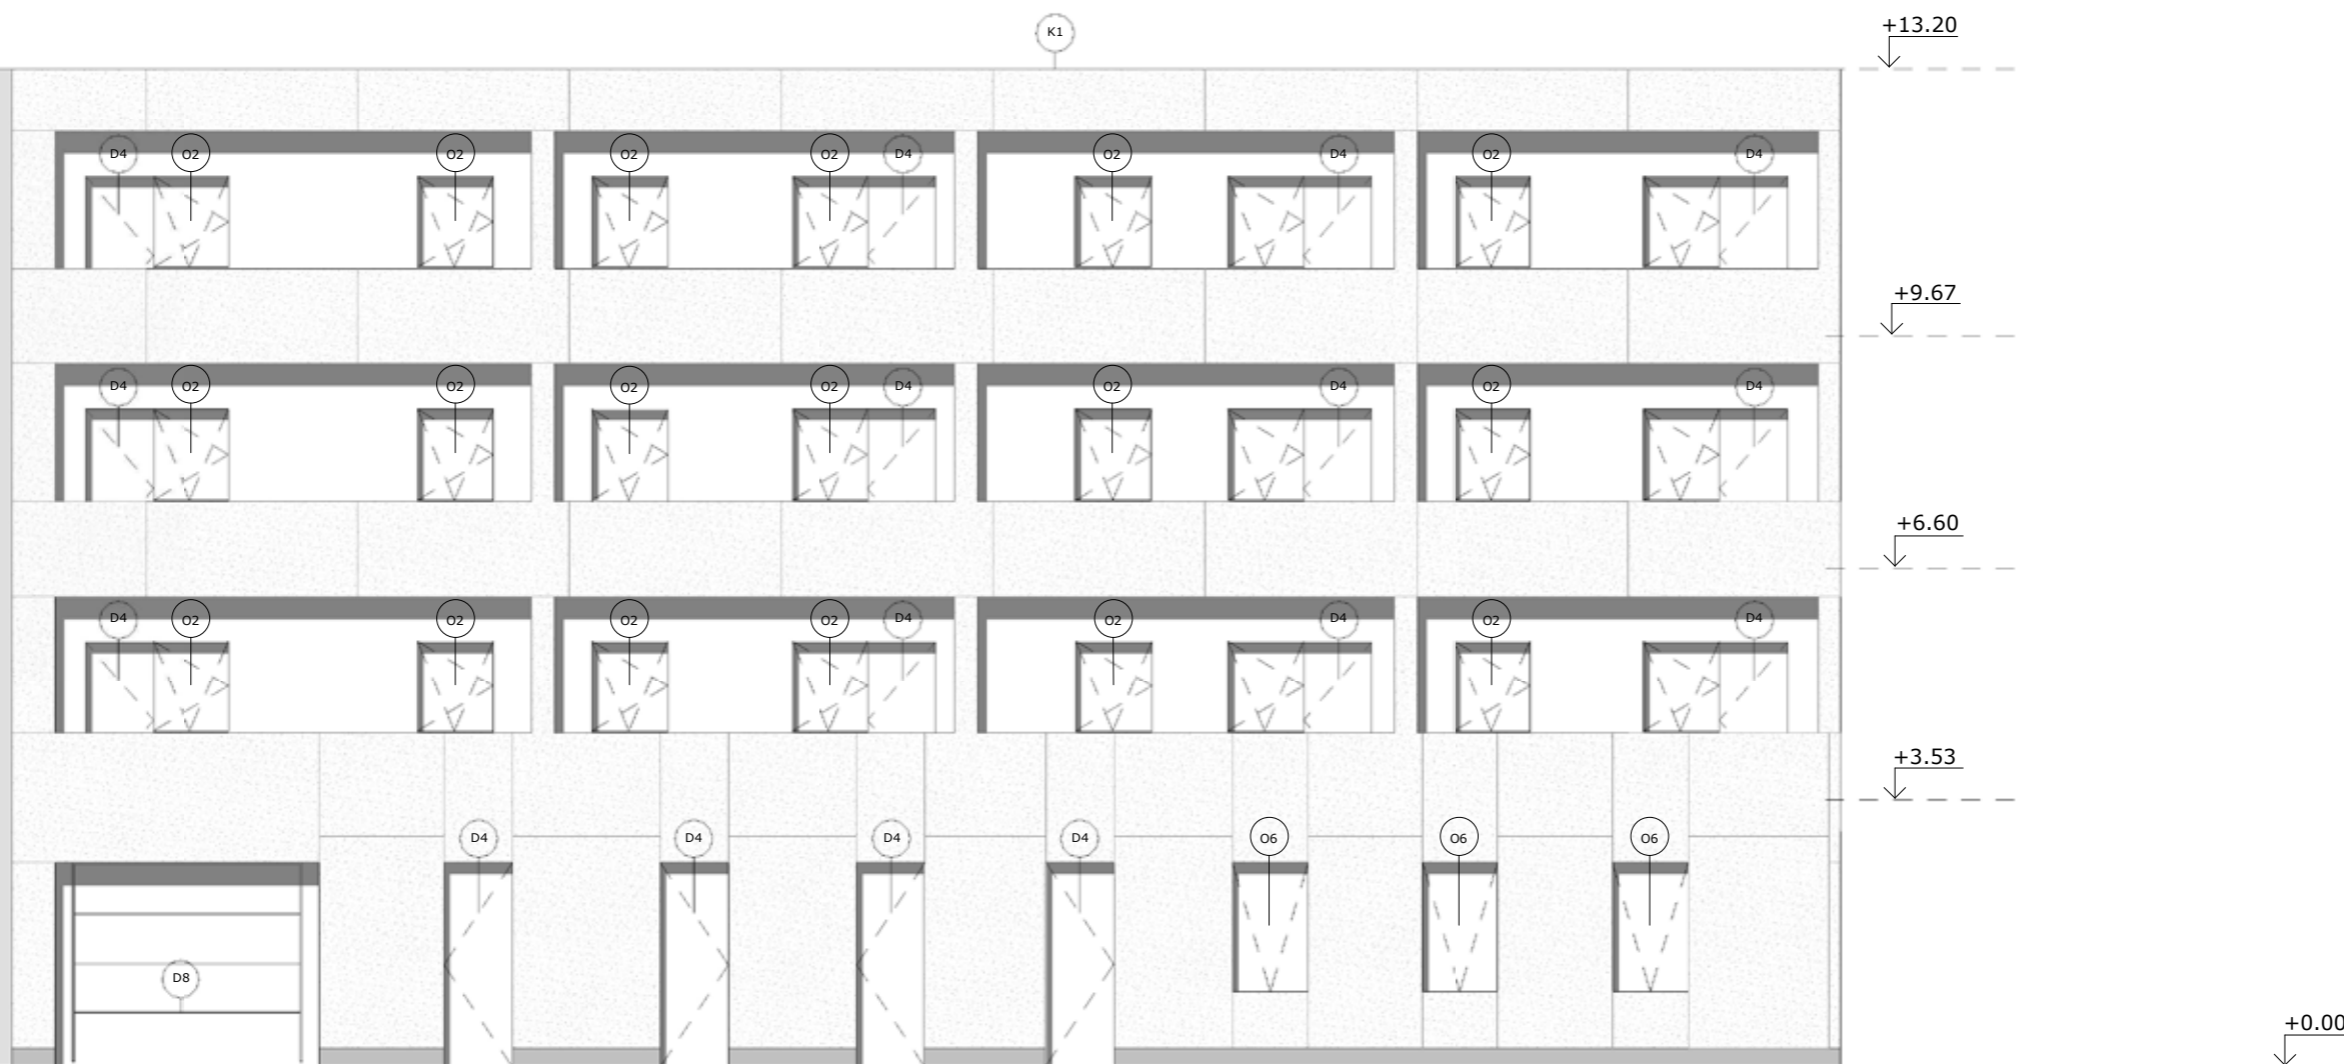 +13.20
K1
D4 O2 O2 O2 O2 D4 O2 D4 O2 D4
+9.67
D4 O2 O2 O2 O2 D4 O2 D4 O2 D4
+6.60
D4 O2 O2 O2 O2 D4 O2 D4 O2 D4
+3.53
D4 D4 D4 D4 O6 O6 O6
D8
+0.00